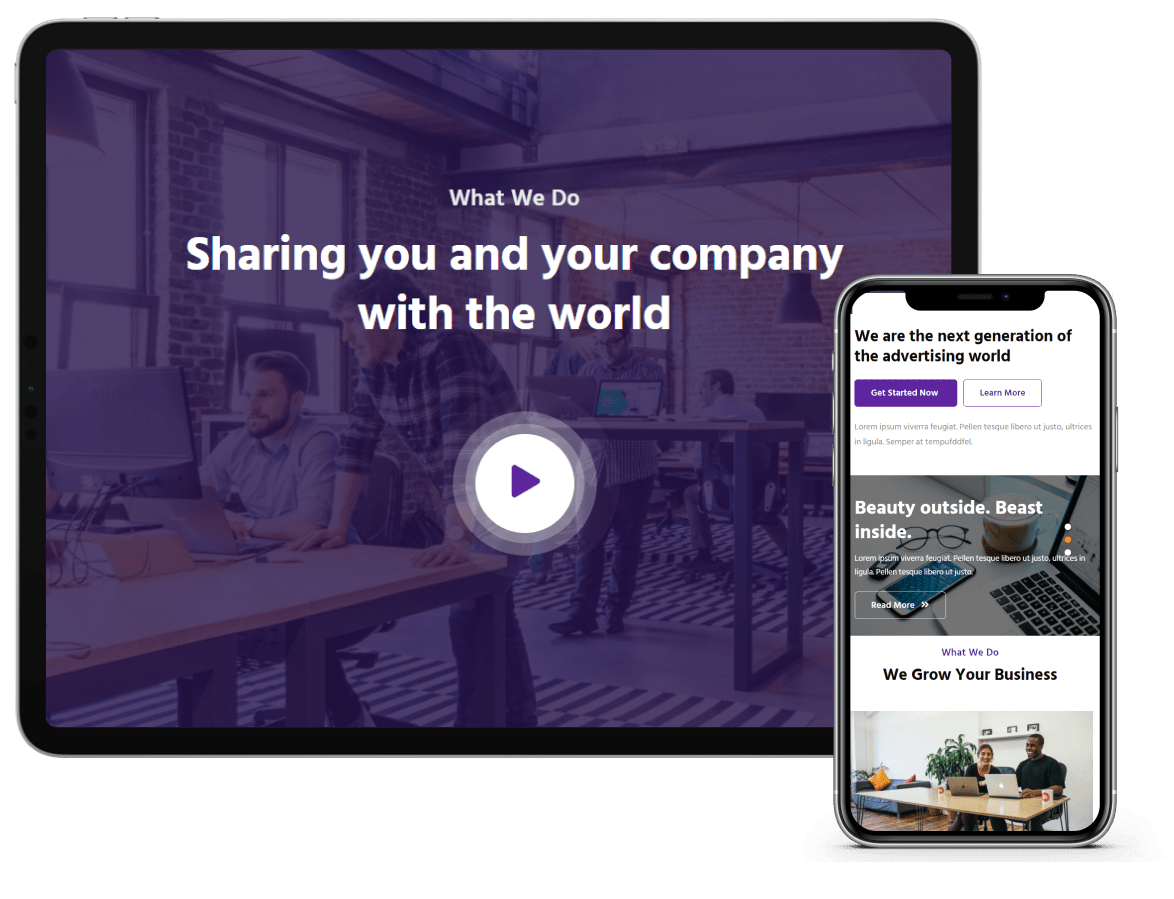 What We Do
Sharing you and your company
with the world
We are the next generation of
the advertising world
Get Started Now
Learn More
Lorem ipsum viverra feugiat. Pellen tesque libero ut justo, ultrices
in ligula. Semper at tempufddfel.
Beauty outside. Beast
inside.
Lorem ipsum viverra feugiat. Pellen tesque libero ut justo, ultrices in
ligula. Pellen tesque libero ut justo.
Read More »
What We Do
We Grow Your Business